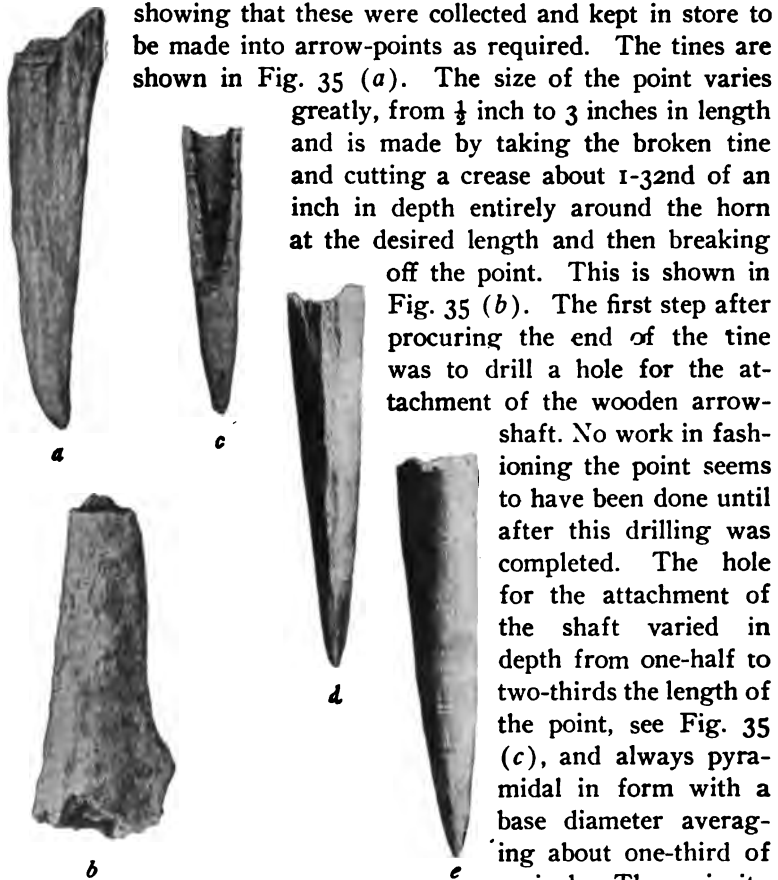 showing that these were collected and kept in store to
be made into arrow-points as required. The tines are
shown in Fig. 35 (a). The size of the point varies
greatly, from ½ inch to 3 inches in length
and is made by taking the broken tine
and cutting a crease about 1-32nd of an
inch in depth entirely around the horn
at the desired length and then breaking
off the point. This is shown in
Fig. 35 (b). The first step after
procuring the end of the tine
was to drill a hole for the at-
tachment of the wooden arrow-
shaft. No work in fash-
ioning the point seems
to have been done until
after this drilling was
completed. The hole
for the attachment of
the shaft varied in
depth from one-half to
two-thirds the length of
the point, see Fig. 35
(c), and always pyra-
midal in form with a
base diameter averag-
ing about one-third of
a
c
d
b
e